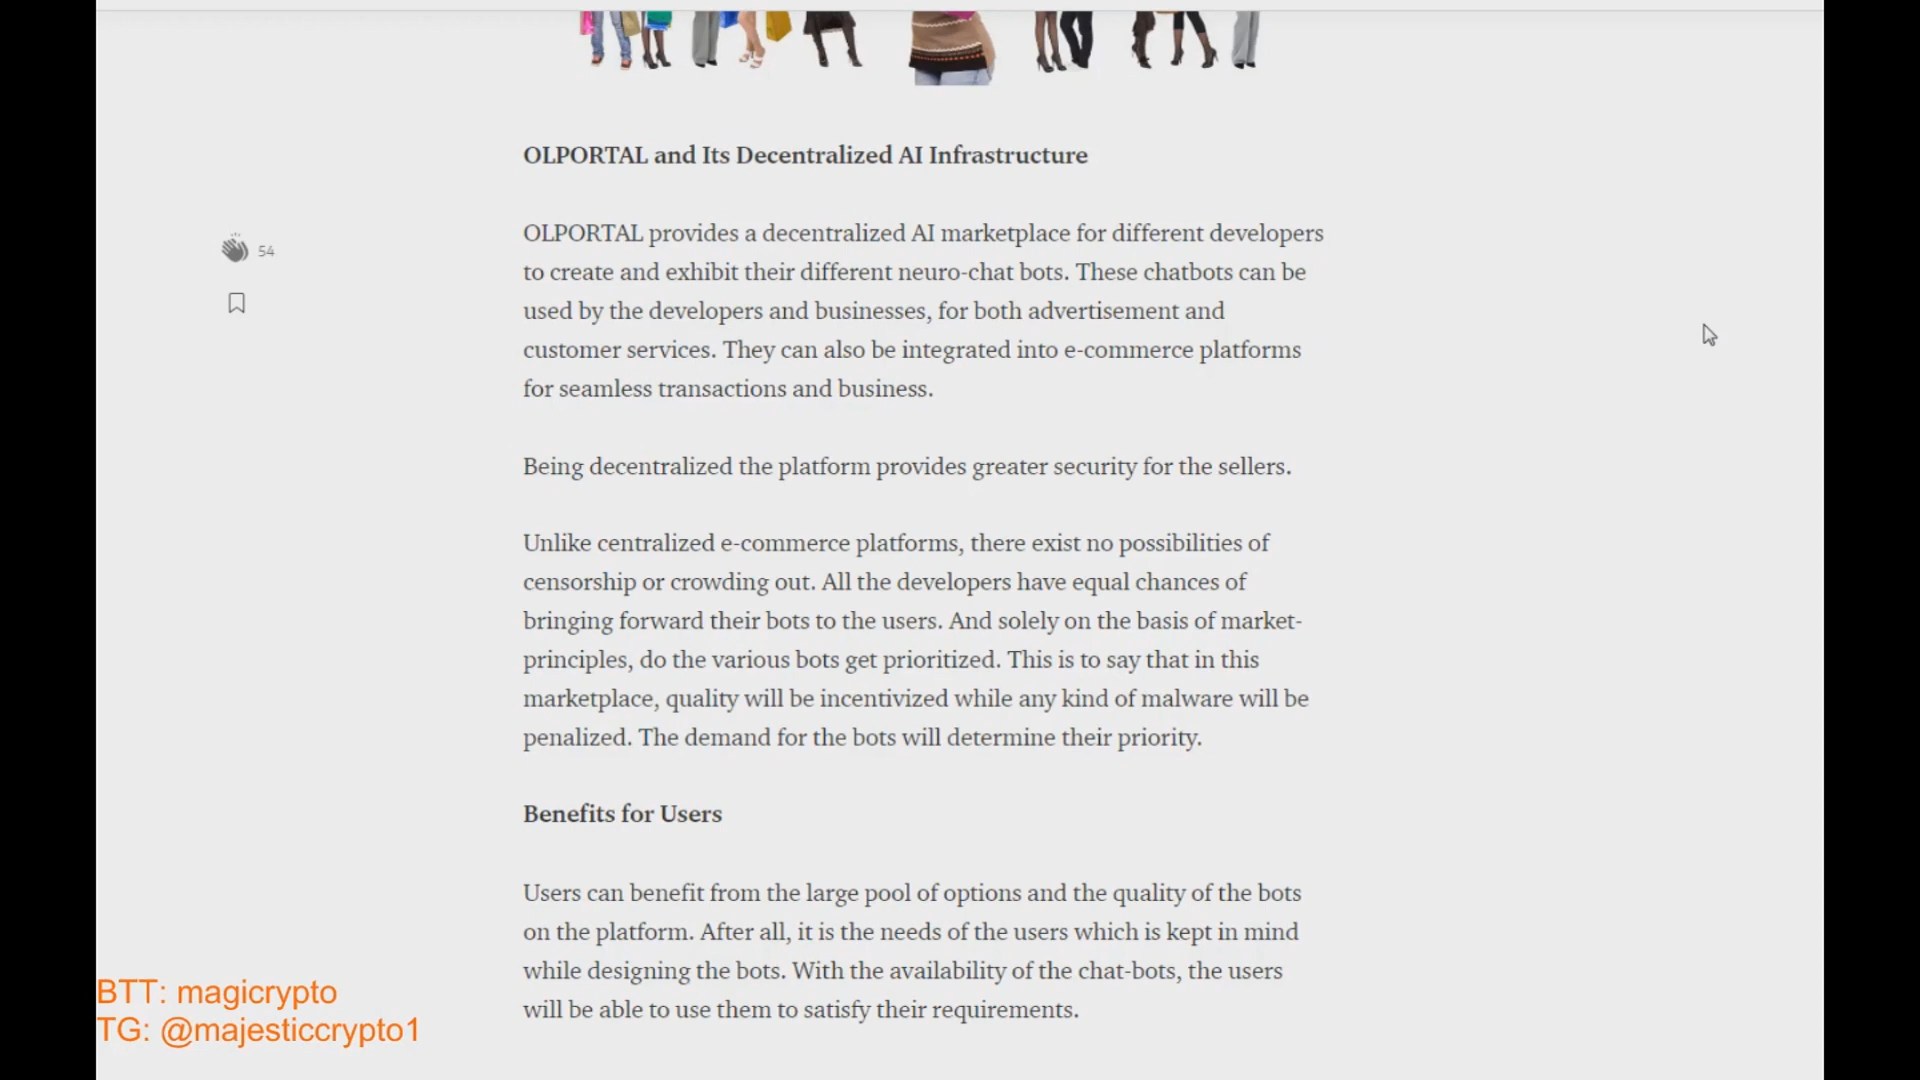 OLPORTAL and Its Decentralized AI Infrastructure
54
OLPORTAL provides a decentralized AI marketplace for different developers
to create and exhibit their different neuro-chat bots. These chatbots can be
used by the developers and businesses, for both advertisement and
customer services. They can also be integrated into e-commerce platforms
for seamless transactions and business.
Being decentralized the platform provides greater security for the sellers.
Unlike centralized e-commerce platforms, there exist no possibilities of
censorship or crowding out. All the developers have equal chances of
bringing forward their bots to the users. And solely on the basis of market-
principles, do the various bots get prioritized. This is to say that in this
marketplace, quality will be incentivized while any kind of malware will be
penalized. The demand for the bots will determine their priority.
Benefits for Users
Users can benefit from the large pool of options and the quality of the bots
on the platform. After all, it is the needs of the users which is kept in mind
while designing the bots. With the availability of the chat-bots, the users
will be able to use them to satisfy their requirements.
BTT: magicrypto
TG: @majesticcrypto1